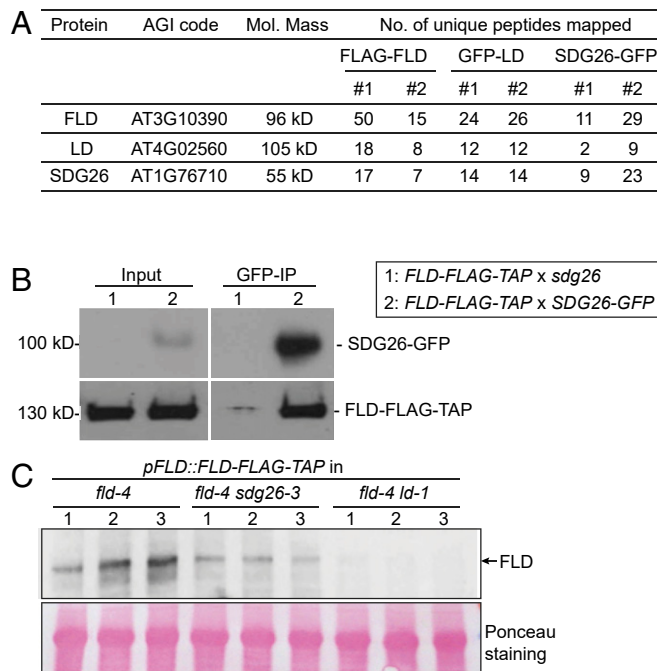 A
Protein AGI code Mol. Mass No. of unique peptides mapped
FLAG-FLD GFP-LD SDG26-GFP
#1 #2 #1 #2 #1 #2
FLD AT3G10390 96 kD 50 15 24 26 11 29
LD AT4G02560 105 kD 18 8 12 12 2 9
SDG26 AT1G76710 55 kD 17 7 14 14 9 23
B
Input GFP-IP
1 2 1 2
1: FLD-FLAG-TAP x sdg26
2: FLD-FLAG-TAP x SDG26-GFP
100 kD- - SDG26-GFP
130 kD- - FLD-FLAG-TAP
C
pFLD::FLD-FLAG-TAP in
fld-4 fld-4 sdg26-3 fld-4 ld-1
1 2 3 1 2 3 1 2 3
←FLD
Ponceau
staining